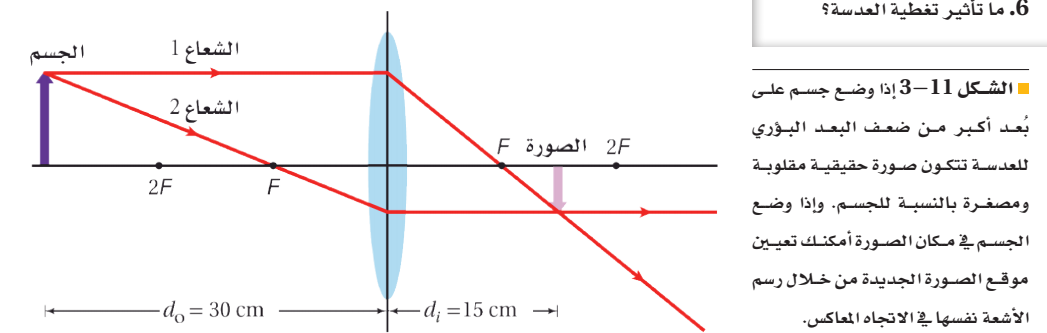 6. ما تأثير تغطية العدسة؟
الشكل 11–3 إذا وضع جسم على
بُعد أكبر من ضعف البعد البؤري
للعدسة تتكون صورة حقيقية مقلوبة
ومصغرة بالنسبة للجسم. وإذا وضع
الجسم في مكان الصورة أمكنك تعيين
موقع الصورة الجديدة من خلال رسم
الأشعة نفسها في الاتجاه المعاكس.
الجسم
الشعاع 1
الشعاع 2
2F
F
F
الصورة
2F
dₒ = 30 cm
dᵢ =15 cm